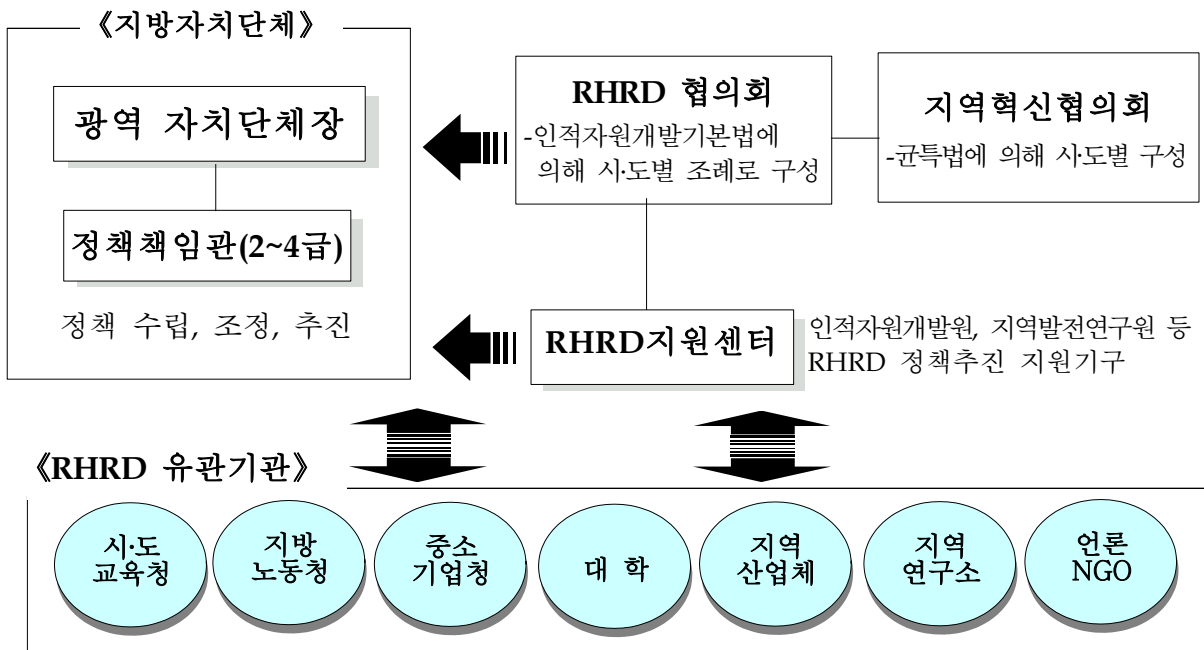 《지방자치단체》
광역 자치단체장
정책책임관(2~4급)
정책 수립, 조정, 추진
RHRD 협의회
-인적자원개발기본법에
의해 시·도별 조례로 구성
지역혁신협의회
-균특법에 의해 시·도별 구성
RHRD지원센터
인적자원개발원, 지역발전연구원 등
RHRD 정책추진 지원기구
《RHRD 유관기관》
시·도
교육청
지방
노동청
중소
기업청
대 학
지역
산업체
지역
연구소
언론
NGO